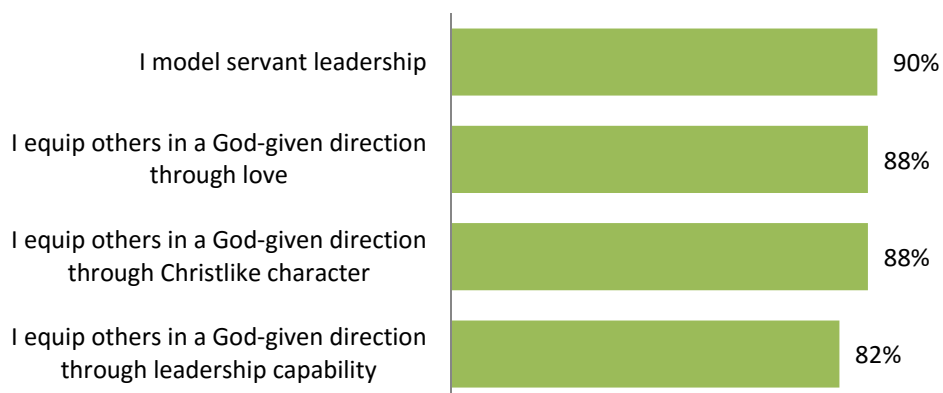 I model servant leadership
90%
I equip others in a God-given direction
through love
88%
I equip others in a God-given direction
through Christlike character
88%
I equip others in a God-given direction
through leadership capability
82%